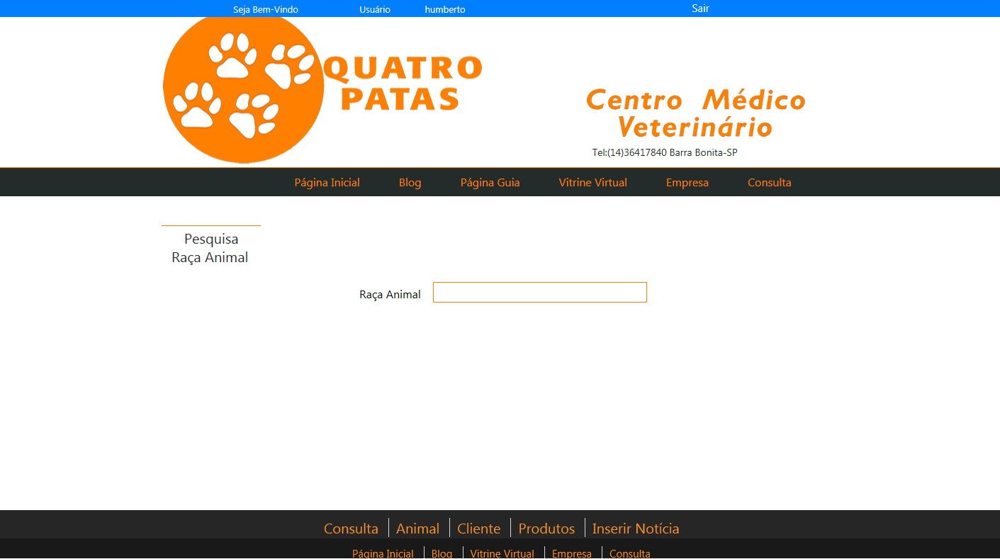 Seja Bem-Vindo Usuário humberto Sair
QUATRO
PATAS
Centro Médico
Veterinário
Tel:(14)36417840 Barra Bonita-SP
Página Inicial Blog Página Guia Vitrine Virtual Empresa Consulta
Pesquisa
Raça Animal
Raça Animal
Consulta Animal Cliente Produtos Inserir Notícia
Página Inicial Blog Vitrine Virtual Empresa Consulta